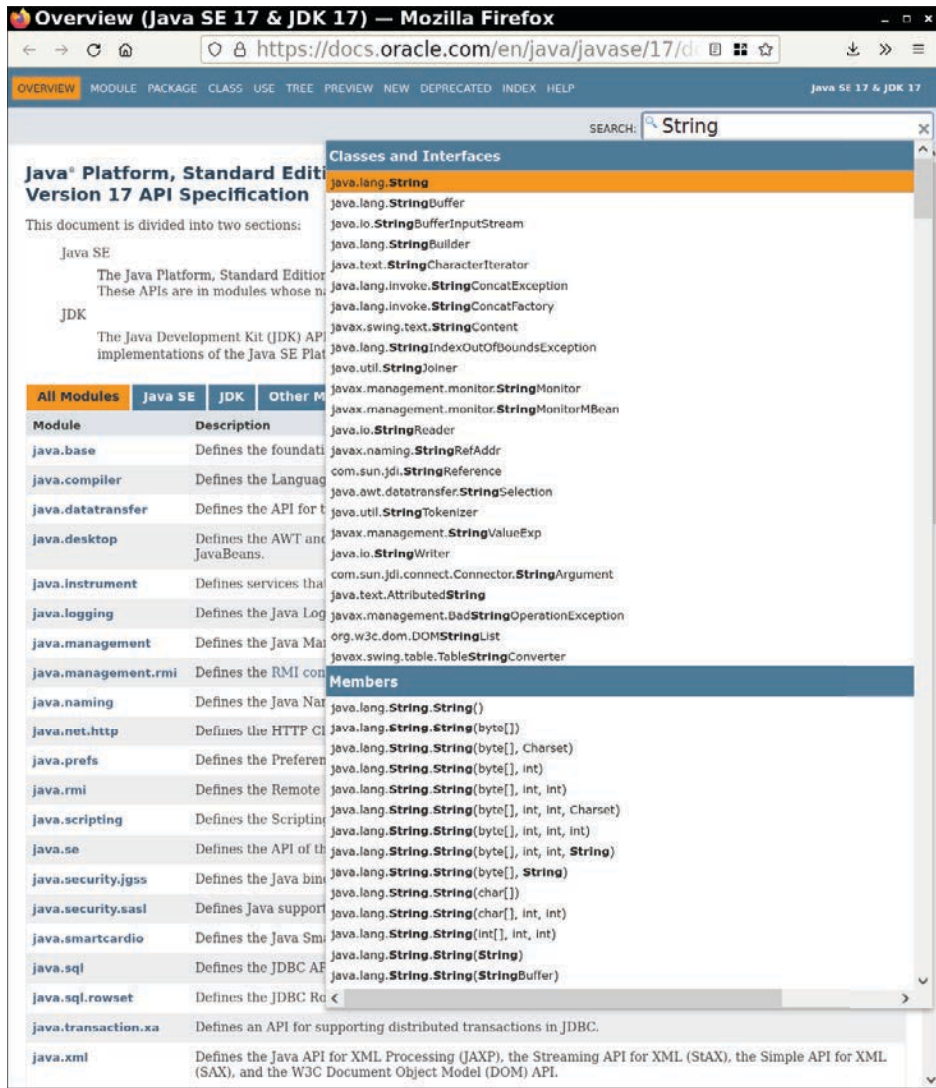 Overview (Java SE 17 & JDK 17) — Mozilla Firefox
https://docs.oracle.com/en/java/javase/17/d
OVERVIEW MODULE PACKAGE CLASS USE TREE PREVIEW NEW DEPRECATED INDEX HELP
Java SE 17 & JDK 17
SEARCH: String
Java® Platform, Standard Editi
Version 17 API Specification
This document is divided into two sections:
Java SE
The Java Platform, Standard Edition
These APIs are in modules whose na
JDK
The Java Development Kit (JDK) AP
implementations of the Java SE Plat
All Modules Java SE JDK Other M
Module Description
java.base Defines the foundati
java.compiler Defines the Languag
java.datatransfer Defines the API for t
java.desktop Defines the AWT and
JavaBeans.
java.instrument Defines services tha
java.logging Defines the Java Log
java.management Defines the Java Ma
java.management.rmi Defines the RMI con
java.naming Defines the Java Na
java.net.http Defines the HTTP Cl
java.prefs Defines the Preferen
java.rmi Defines the Remote
java.scripting Defines the Scripting
java.se Defines the API of th
java.security.jgss Defines the Java bind
java.security.sasl Defines Java support
java.smartcardio Defines the Java Sma
java.sql Defines the JDBC AP
java.sql.rowset Defines the JDBC Ro
java.transaction.xa Defines an API for supporting distributed transactions in JDBC.
java.xml Defines the Java API for XML Processing (JAXP), the Streaming API for XML (StAX), the Simple API for XML
(SAX), and the W3C Document Object Model (DOM) API.
Classes and Interfaces
java.lang.String
java.lang.StringBuffer
java.io.StringBufferInputStream
java.lang.StringBuilder
java.text.StringCharacterIterator
java.lang.invoke.StringConcatException
java.lang.invoke.StringConcatFactory
javax.swing.text.StringContent
java.lang.StringIndexOutOfBoundsException
java.util.StringJoiner
javax.management.monitor.StringMonitor
javax.management.monitor.StringMonitorMBean
java.io.StringReader
javax.naming.StringRefAddr
com.sun.jdi.StringReference
java.awt.datatransfer.StringSelection
java.util.StringTokenizer
javax.management.StringValueExp
java.io.StringWriter
com.sun.jdi.connect.Connector.StringArgument
java.text.AttributedString
javax.management.BadStringOperationException
org.w3c.dom.DOMStringList
javax.swing.table.TableStringConverter
Members
java.lang.String.String()
java.lang.String.String(byte[])
java.lang.String.String(byte[], Charset)
java.lang.String.String(byte[], int)
java.lang.String.String(byte[], int, int)
java.lang.String.String(byte[], int, int, Charset)
java.lang.String.String(byte[], int, int, int)
java.lang.String.String(byte[], int, int, String)
java.lang.String.String(byte[], String)
java.lang.String.String(char[])
java.lang.String.String(char[], int, int)
java.lang.String.String(int[], int, int)
java.lang.String.String(String)
java.lang.String.String(StringBuffer)